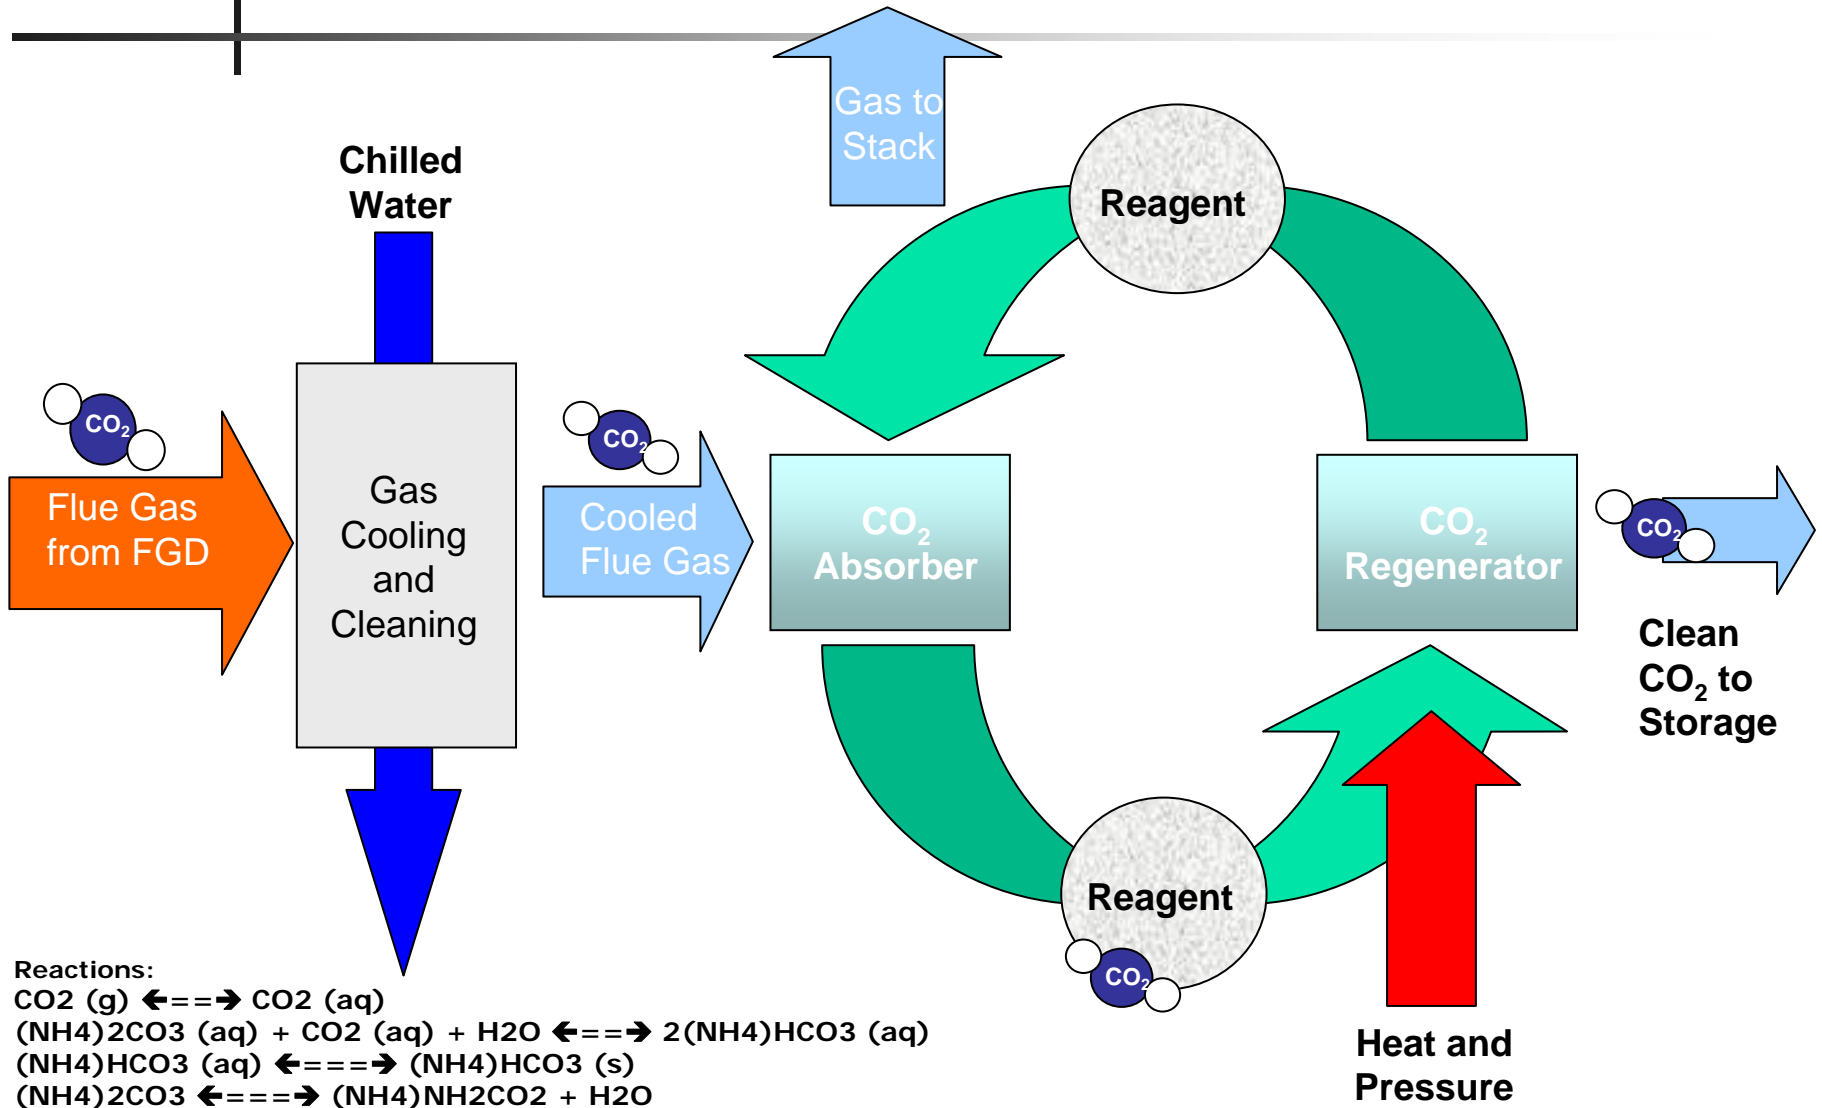 Gas to
Stack
Chilled
Water
Reagent
CO₂
Flue Gas
from FGD
Gas
Cooling
and
Cleaning
CO₂
Cooled
Flue Gas
CO₂
Absorber
CO₂
Regenerator
CO₂
Clean
CO₂ to
Storage
Reagent
CO₂
Heat and
Pressure
Reactions:
CO2 (g) 🡸==🡺 CO2 (aq)
(NH4)2CO3 (aq) + CO2 (aq) + H2O 🡸==🡺 2(NH4)HCO3 (aq)
(NH4)HCO3 (aq) 🡸===🡺 (NH4)HCO3 (s)
(NH4)2CO3 🡸===🡺 (NH4)NH2CO2 + H2O